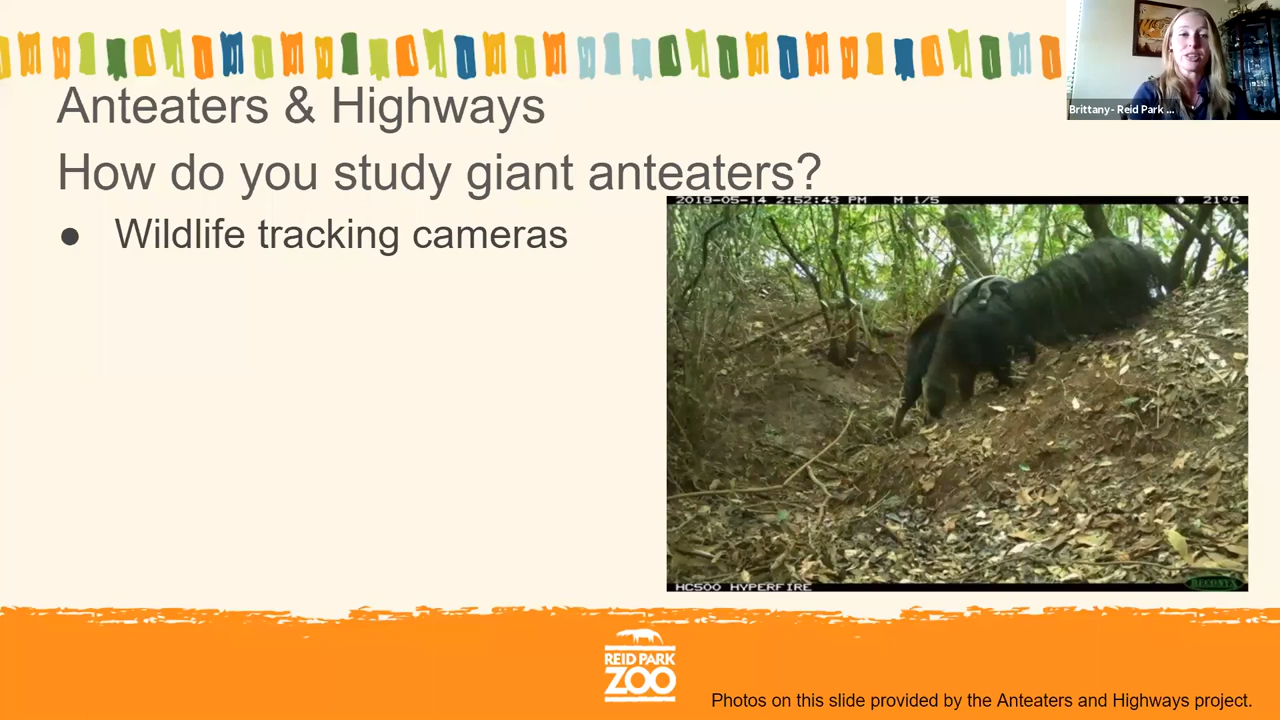 Brittany- Reid Park ...
Anteaters & Highways
How do you study giant anteaters?
● Wildlife tracking cameras
2019-05-14 2:52:43 PM M 1/5 21°C
HC500 HYPERFIRE
RECONYX
REID PARK
ZOO
Photos on this slide provided by the Anteaters and Highways project.